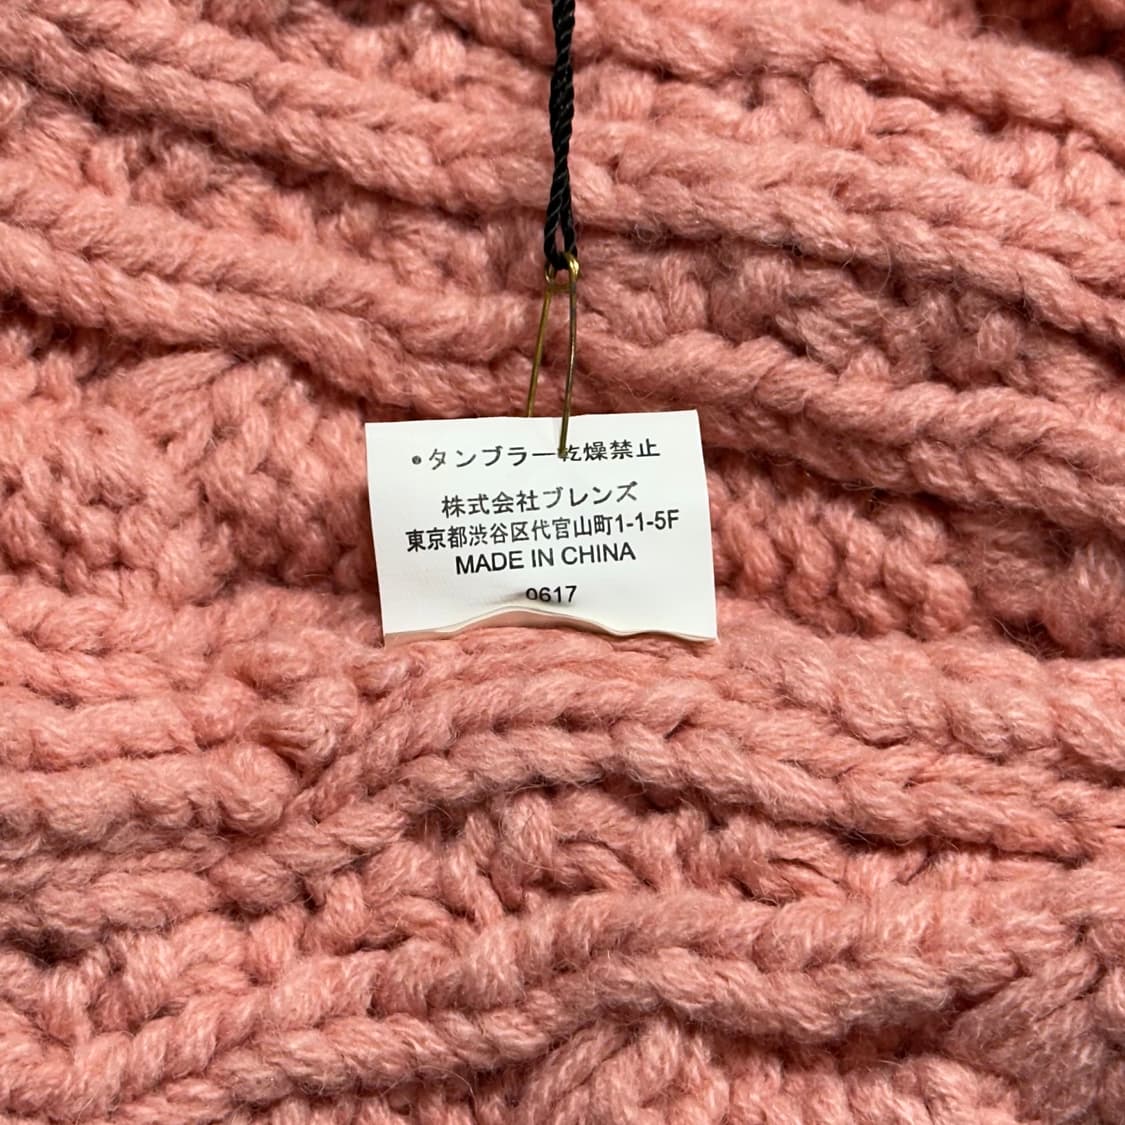 ●タンブラー乾燥禁止
株式会社ブレンズ
東京都渋谷区代官山町1-1-5F
MADE IN CHINA
0617